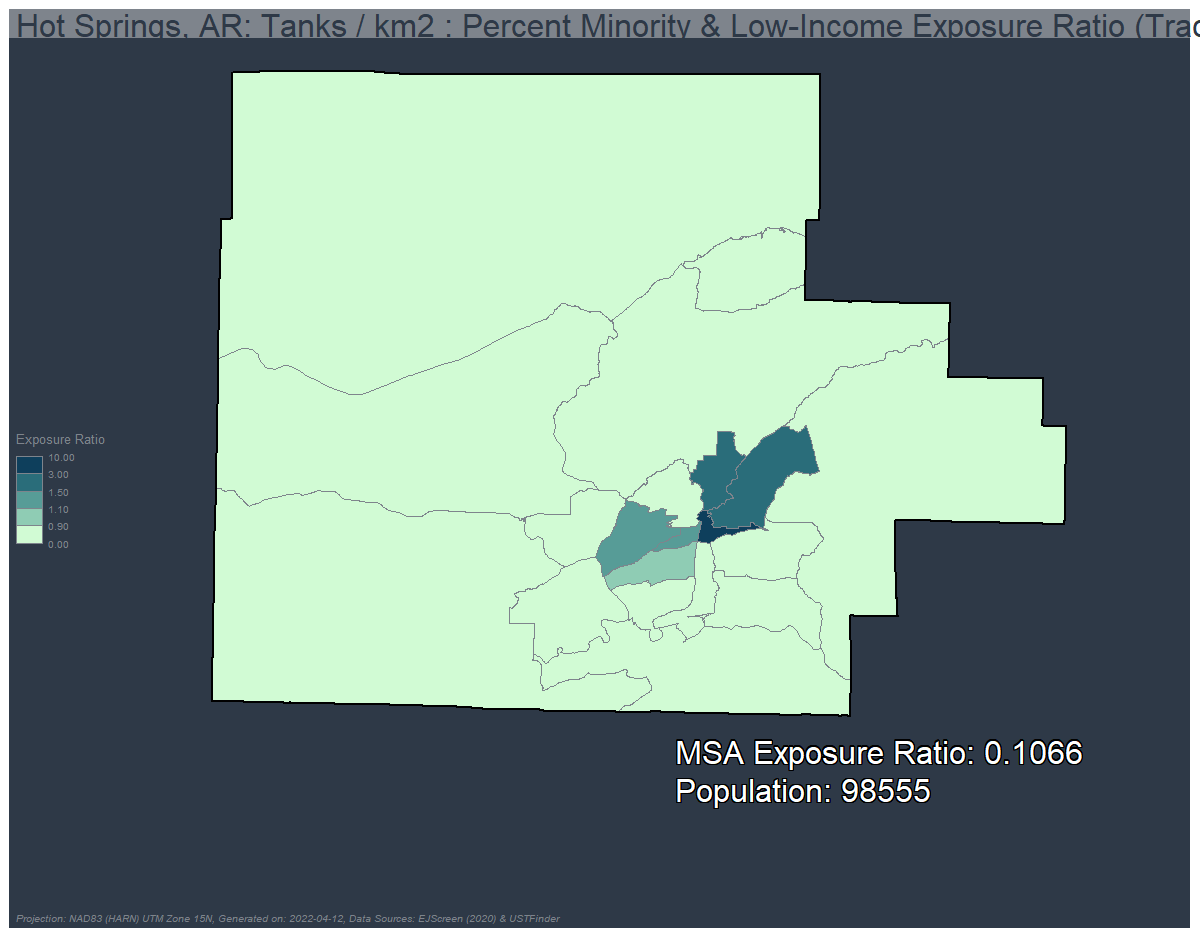 Hot Springs, AR: Tanks / km2 : Percent Minority & Low-Income Exposure Ratio (Trac
Exposure Ratio
10.00
3.00
1.50
1.10
0.90
0.00
MSA Exposure Ratio: 0.1066
Population: 98555
Projection: NAD83 (HARN) UTM Zone 15N, Generated on: 2022-04-12, Data Sources: EJScreen (2020) & USTFinder